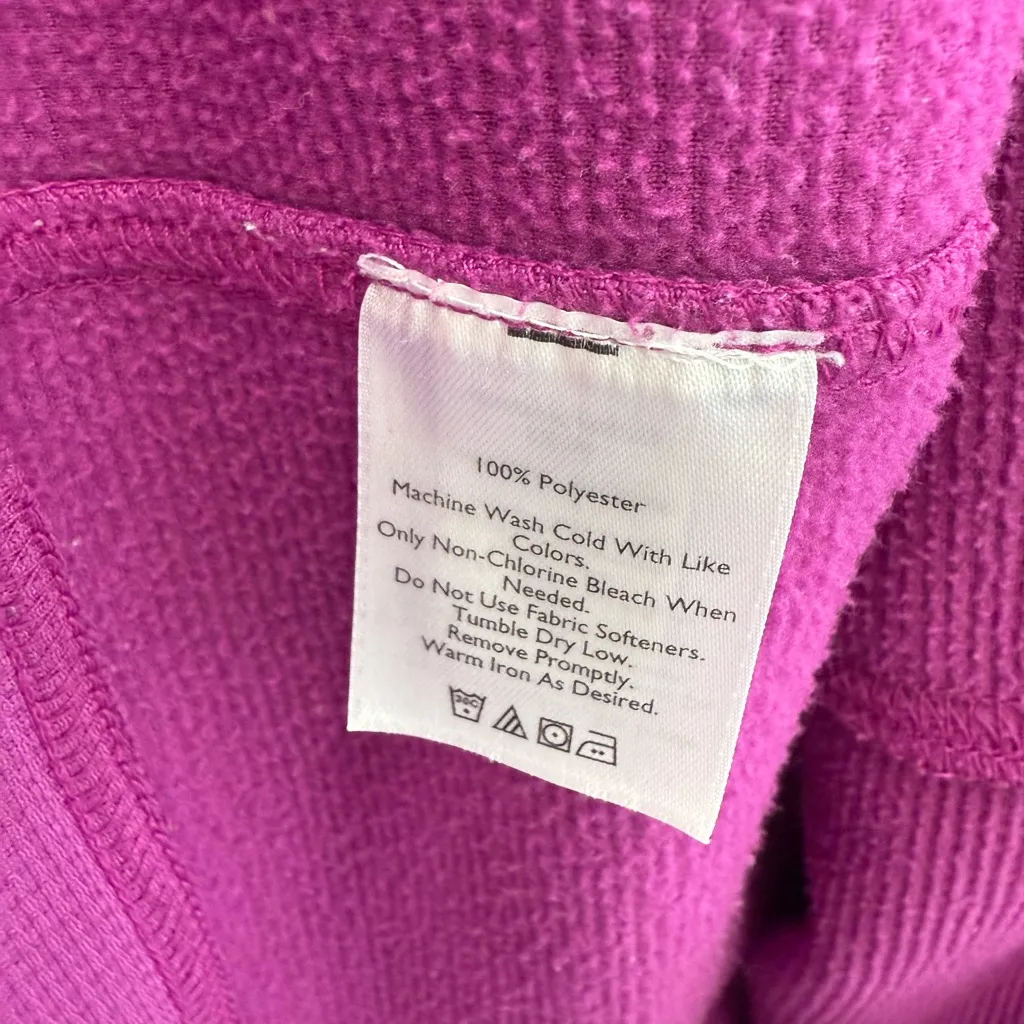 100% Polyester
Machine Wash Cold With Like
Colors.
Only Non-Chlorine Bleach When
Needed.
Do Not Use Fabric Softeners.
Tumble Dry Low.
Remove Promptly.
Warm Iron As Desired.
30C